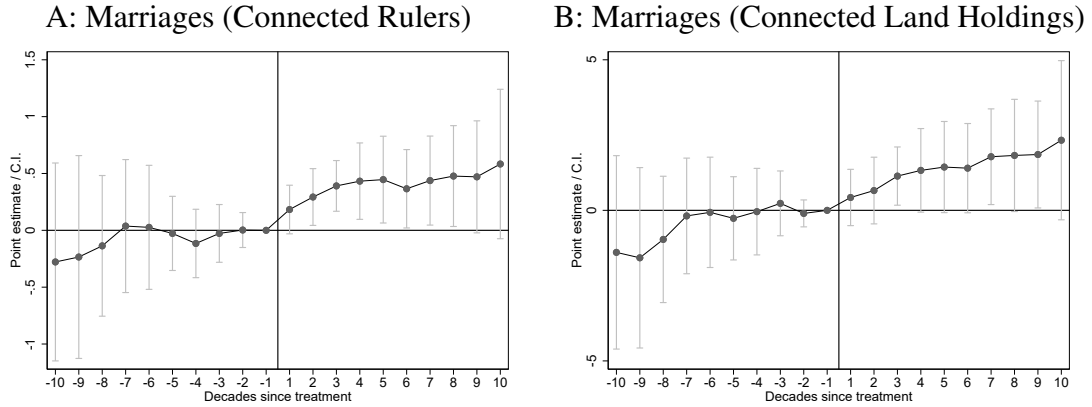 A: Marriages (Connected Rulers)
Point estimate / C.I.
1.5
1
.5
0
-.5
-1
-10 -9 -8 -7 -6 -5 -4 -3 -2 -1 1 2 3 4 5 6 7 8 9 10
Decades since treatment
B: Marriages (Connected Land Holdings)
Point estimate / C.I.
5
0
-5
-10 -9 -8 -7 -6 -5 -4 -3 -2 -1 1 2 3 4 5 6 7 8 9 10
Decades since treatment